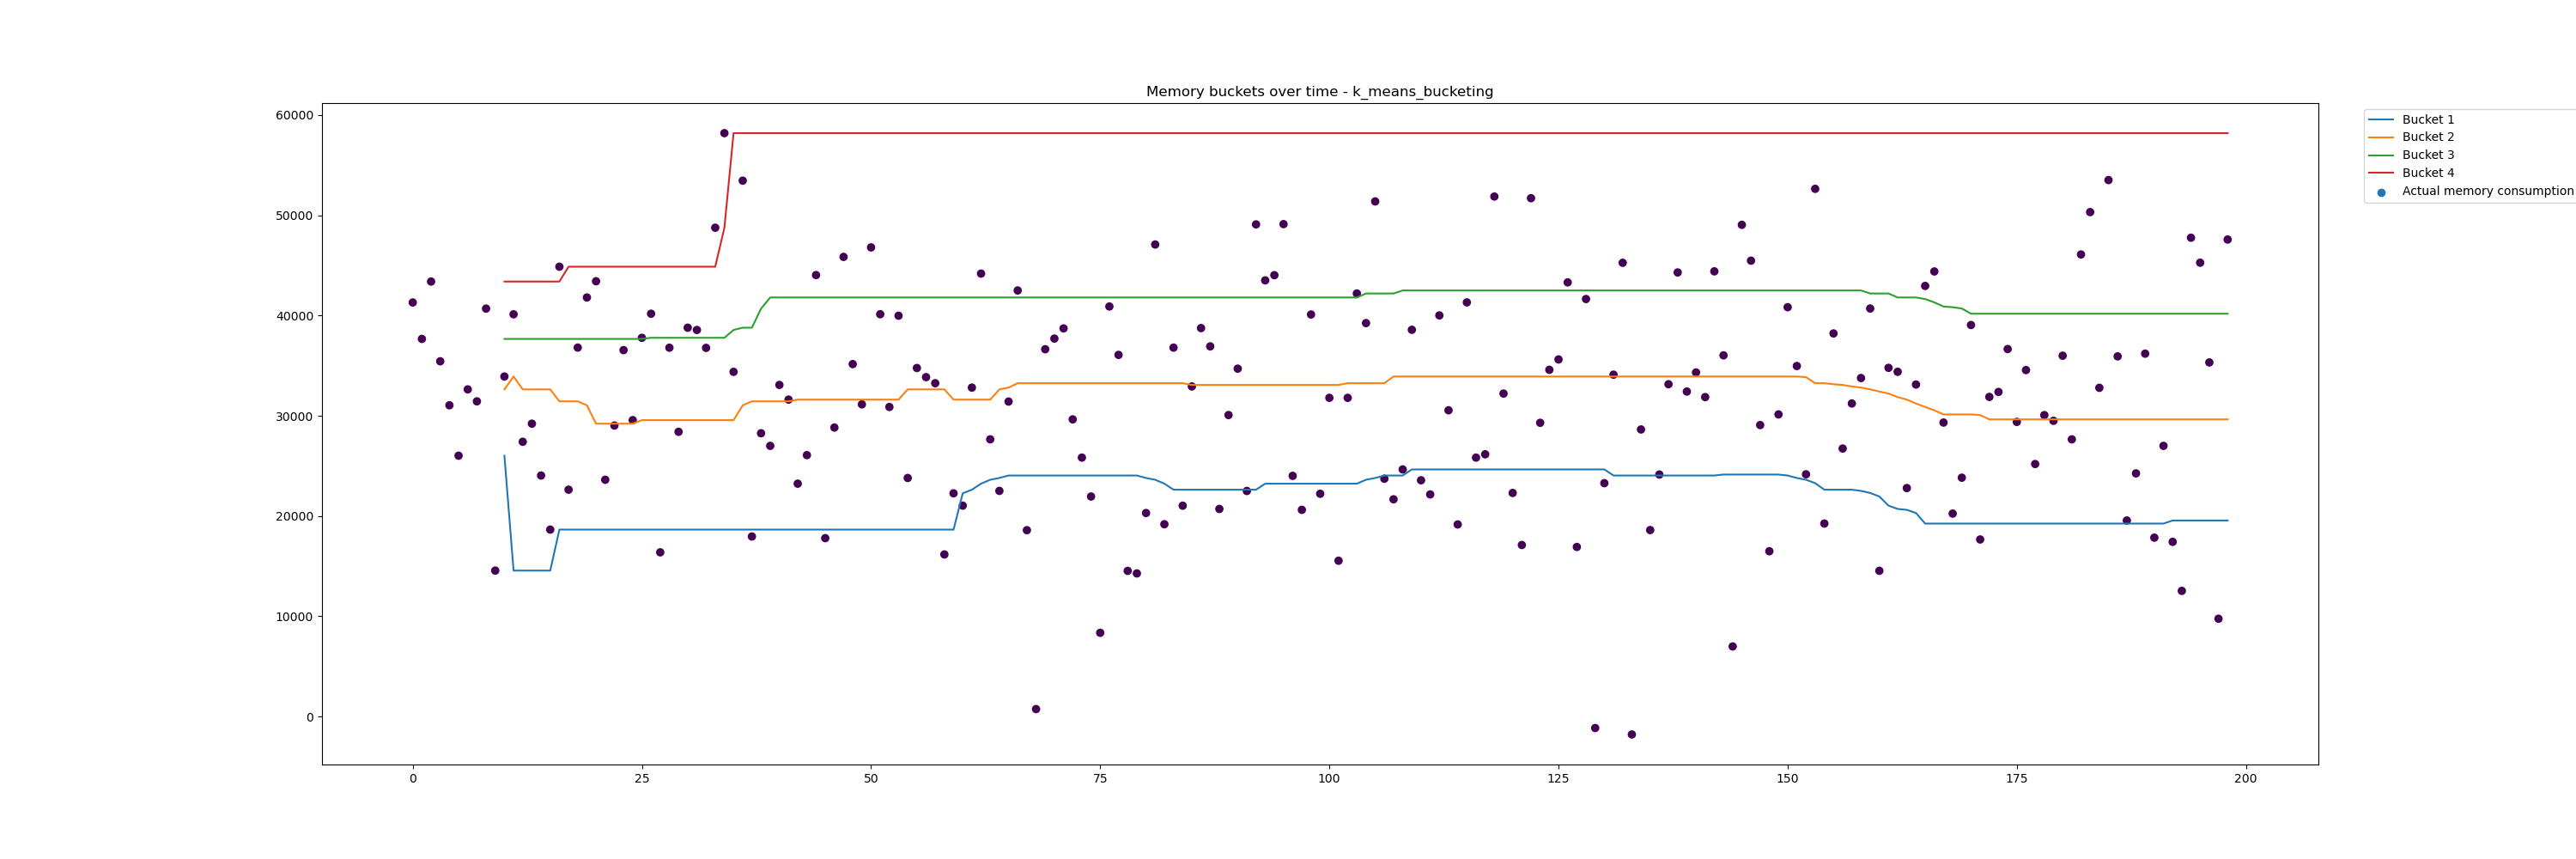 Memory buckets over time - k_means_bucketing
60000
50000
40000
30000
20000
10000
0
0 25 50 75 100 125 150 175 200
Bucket 1
Bucket 2
Bucket 3
Bucket 4
Actual memory consumption